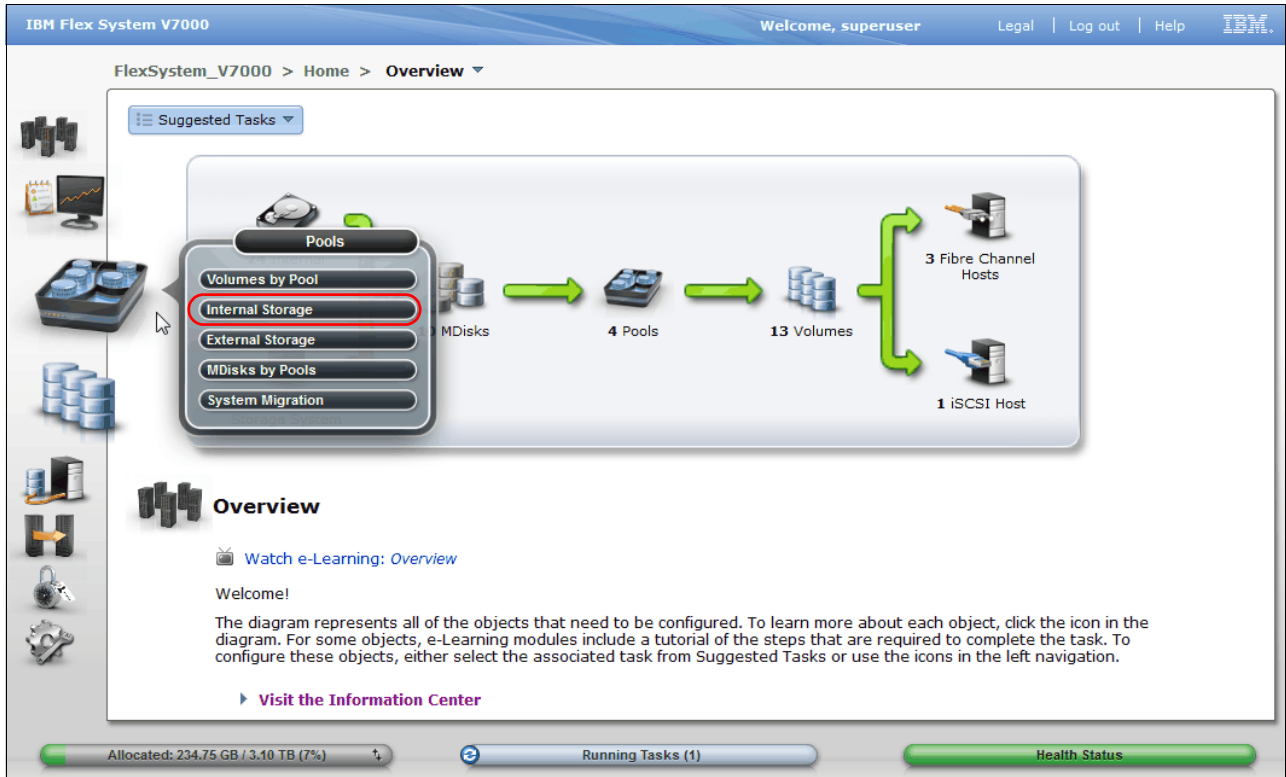 IBM Flex System V7000
Welcome, superuser
Legal | Log out | Help
IBM.
FlexSystem_V7000 > Home > Overview
Suggested Tasks
Pools
Volumes by Pool
Internal Storage
External Storage
MDisks by Pools
System Migration
Storage System
MDisks
4 Pools
13 Volumes
3 Fibre Channel
Hosts
1 iSCSI Host
Overview
Watch e-Learning: Overview
Welcome!
The diagram represents all of the objects that need to be configured. To learn more about each object, click the icon in the
diagram. For some objects, e-Learning modules include a tutorial of the steps that are required to complete the task. To
configure these objects, either select the associated task from Suggested Tasks or use the icons in the left navigation.
Visit the Information Center
Allocated: 234.75 GB / 3.10 TB (7%)
Running Tasks (1)
Health Status